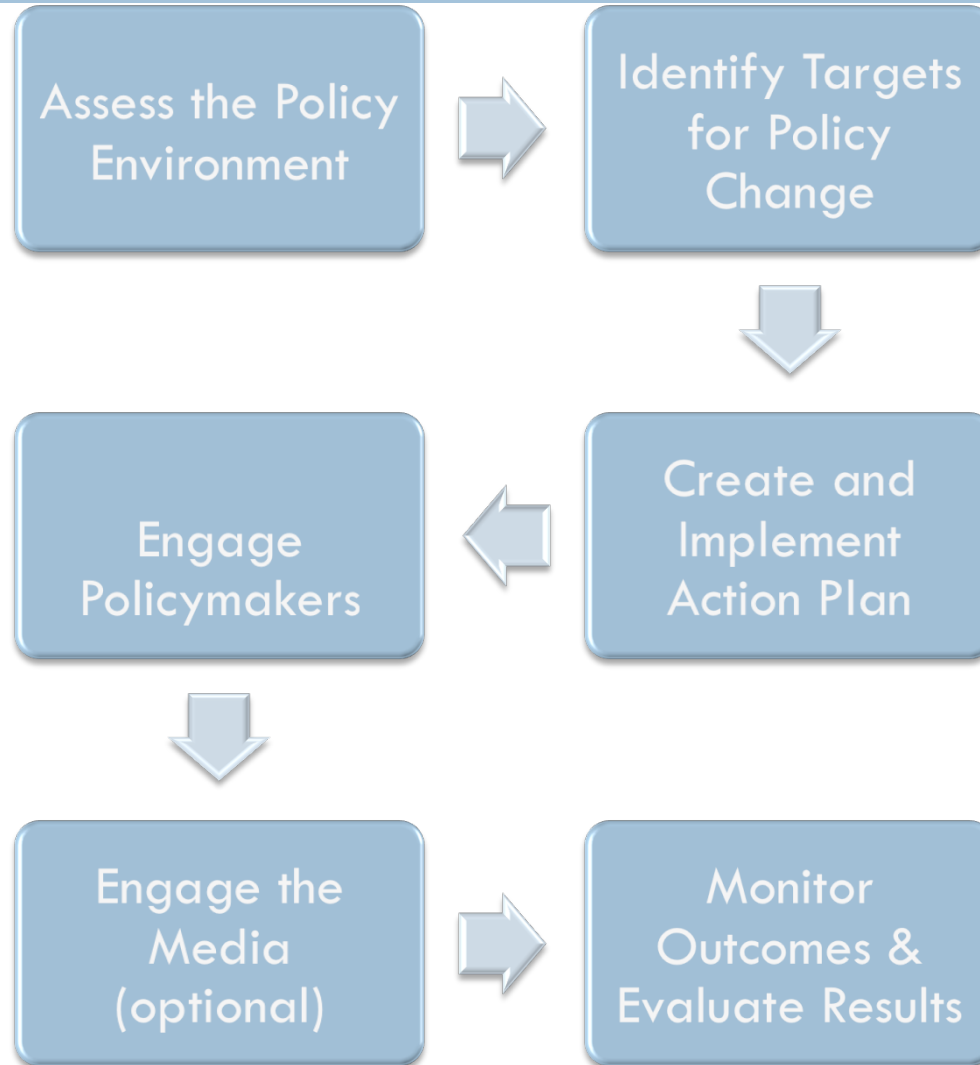 Assess the Policy
Environment
Identify Targets
for Policy
Change
Create and
Implement
Action Plan
Engage
Policymakers
Engage the
Media
(optional)
Monitor
Outcomes &
Evaluate Results